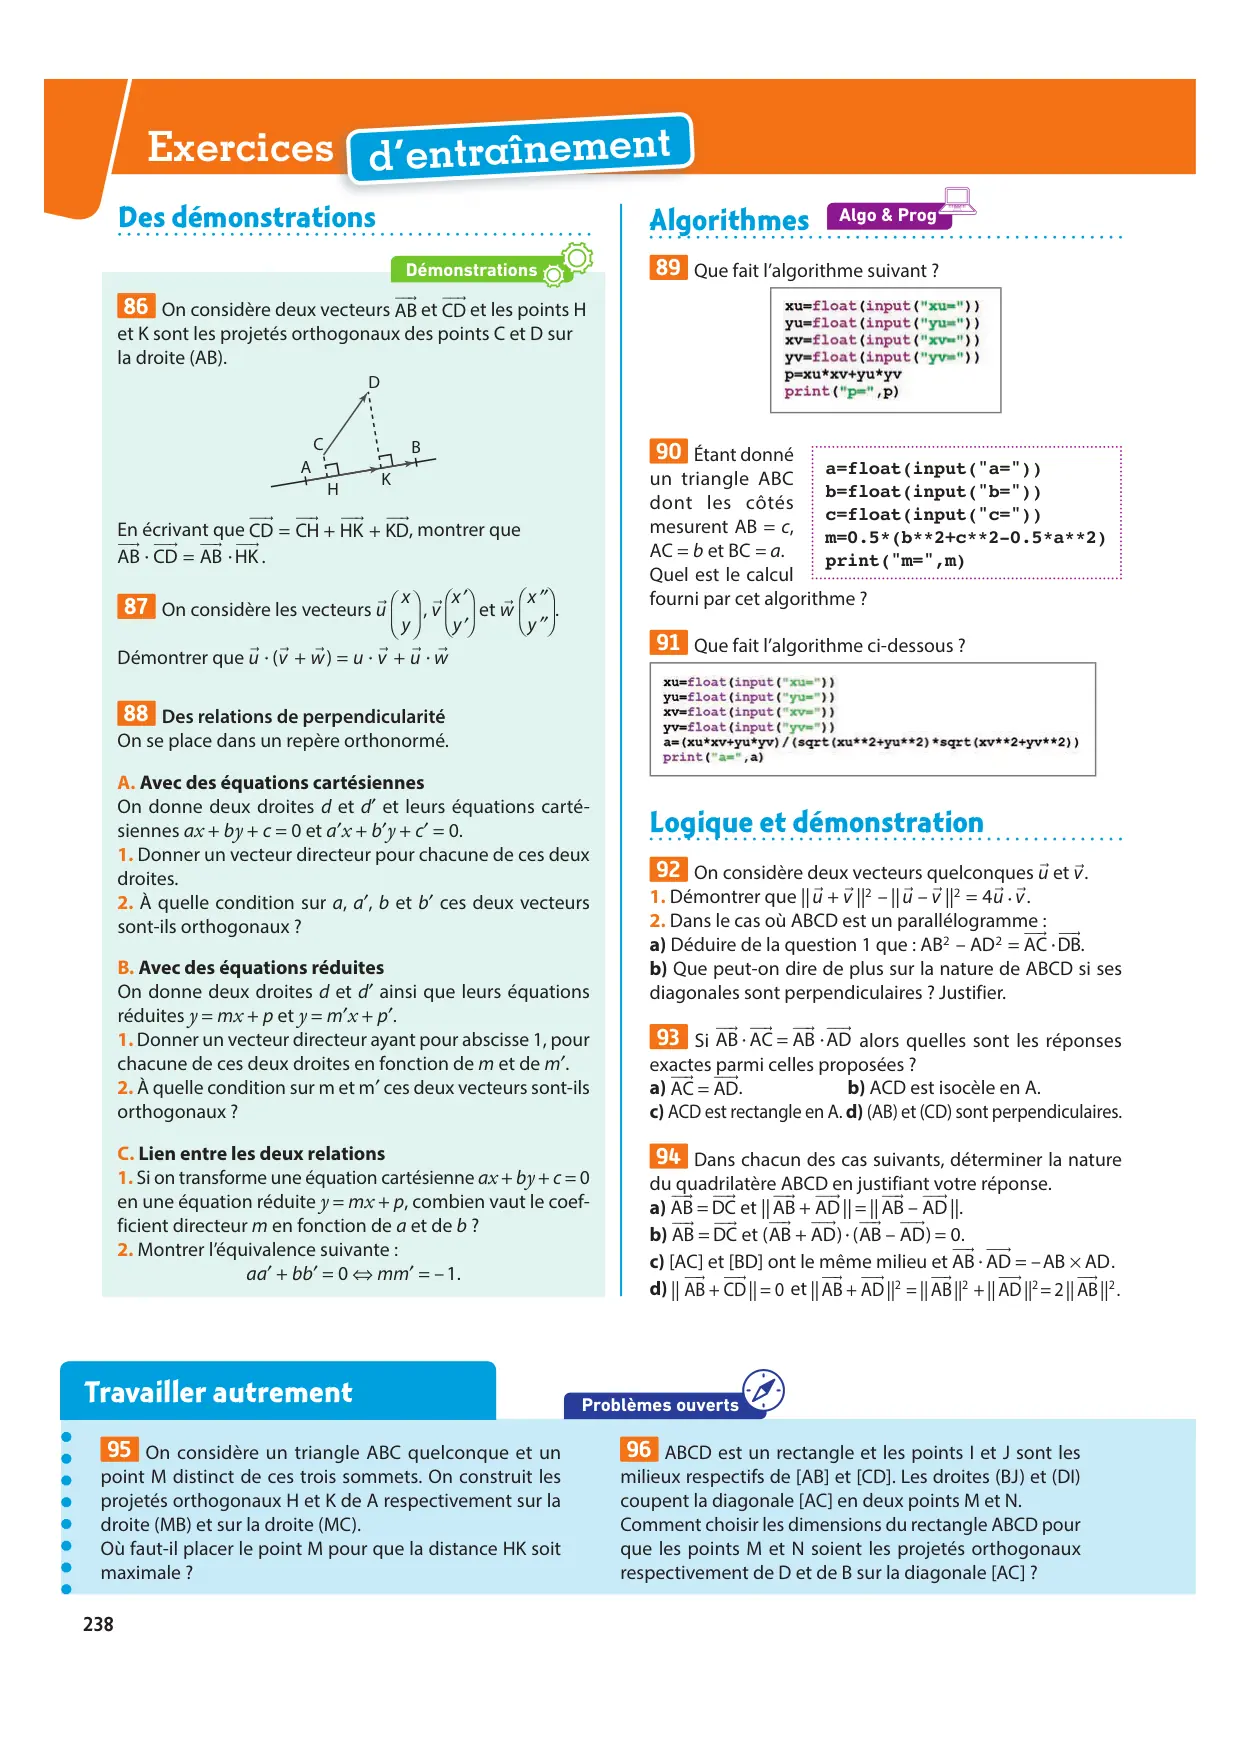 Exercices d'entraînement
Des démonstrations
Démonstrations
86 On considère deux vecteurs AB et CD et les points H
et K sont les projetés orthogonaux des points C et D sur
la droite (AB).
D
C
B
A
K
H
En écrivant que CD = CH + HK + KD, montrer que
AB · CD = AB · HK.
87 On considère les vecteurs u (x y), v (x′ y′) et w (x″ y″).
Démontrer que u · (v + w) = u · v + u · w
88 Des relations de perpendicularité
On se place dans un repère orthonormé.
A. Avec des équations cartésiennes
On donne deux droites d et d′ et leurs équations carté-
siennes ax + by + c = 0 et a′x + b′y + c′ = 0.
1. Donner un vecteur directeur pour chacune de ces deux
droites.
2. À quelle condition sur a, a′, b et b′ ces deux vecteurs
sont-ils orthogonaux ?
B. Avec des équations réduites
On donne deux droites d et d′ ainsi que leurs équations
réduites y = mx + p et y = m′x + p′.
1. Donner un vecteur directeur ayant pour abscisse 1, pour
chacune de ces deux droites en fonction de m et de m′.
2. À quelle condition sur m et m′ ces deux vecteurs sont-ils
orthogonaux ?
C. Lien entre les deux relations
1. Si on transforme une équation cartésienne ax + by + c = 0
en une équation réduite y = mx + p, combien vaut le coef-
ficient directeur m en fonction de a et de b ?
2. Montrer l'équivalence suivante :
aa′ + bb′ = 0 ⇔ mm′ = – 1.
Algorithmes
Algo & Prog
89 Que fait l'algorithme suivant ?
xu=float(input("xu="))
yu=float(input("yu="))
xv=float(input("xv="))
yv=float(input("yv="))
p=xu*xv+yu*yv
print("p=",p)
90 Étant donné
un triangle ABC
dont les côtés
mesurent AB = c,
AC = b et BC = a.
Quel est le calcul
fourni par cet algorithme ?
a=float(input("a="))
b=float(input("b="))
c=float(input("c="))
m=0.5*(b**2+c**2-0.5*a**2)
print("m=",m)
91 Que fait l'algorithme ci-dessous ?
xu=float(input("xu="))
yu=float(input("yu="))
xv=float(input("xv="))
yv=float(input("yv="))
a=(xu*xv+yu*yv)/(sqrt(xu**2+yu**2)*sqrt(xv**2+yv**2))
print("a=",a)
Logique et démonstration
92 On considère deux vecteurs quelconques u et v.
1. Démontrer que ||u + v||² – ||u – v||² = 4u · v.
2. Dans le cas où ABCD est un parallélogramme :
a) Déduire de la question 1 que : AB² – AD² = AC · DB.
b) Que peut-on dire de plus sur la nature de ABCD si ses
diagonales sont perpendiculaires ? Justifier.
93 Si AB · AC = AB · AD alors quelles sont les réponses
exactes parmi celles proposées ?
a) AC = AD. b) ACD est isocèle en A.
c) ACD est rectangle en A. d) (AB) et (CD) sont perpendiculaires.
94 Dans chacun des cas suivants, déterminer la nature
du quadrilatère ABCD en justifiant votre réponse.
a) AB = DC et || AB + AD || = || AB – AD ||.
b) AB = DC et (AB + AD) · (AB – AD) = 0.
c) [AC] et [BD] ont le même milieu et AB · AD = – AB × AD.
d) || AB + CD || = 0 et || AB + AD ||² = || AB ||² + || AD ||² = 2 || AB ||².
Travailler autrement
Problèmes ouverts
95 On considère un triangle ABC quelconque et un
point M distinct de ces trois sommets. On construit les
projetés orthogonaux H et K de A respectivement sur la
droite (MB) et sur la droite (MC).
Où faut-il placer le point M pour que la distance HK soit
maximale ?
96 ABCD est un rectangle et les points I et J sont les
milieux respectifs de [AB] et [CD]. Les droites (BJ) et (DI)
coupent la diagonale [AC] en deux points M et N.
Comment choisir les dimensions du rectangle ABCD pour
que les points M et N soient les projetés orthogonaux
respectivement de D et de B sur la diagonale [AC] ?
238